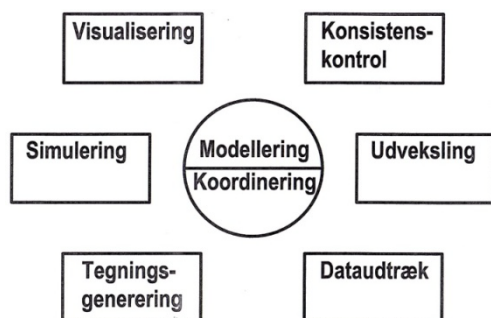 Visualisering
Konsistens-
kontrol
Simulering
Modellering
Koordinering
Udveksling
Tegnings-
generering
Dataudtræk